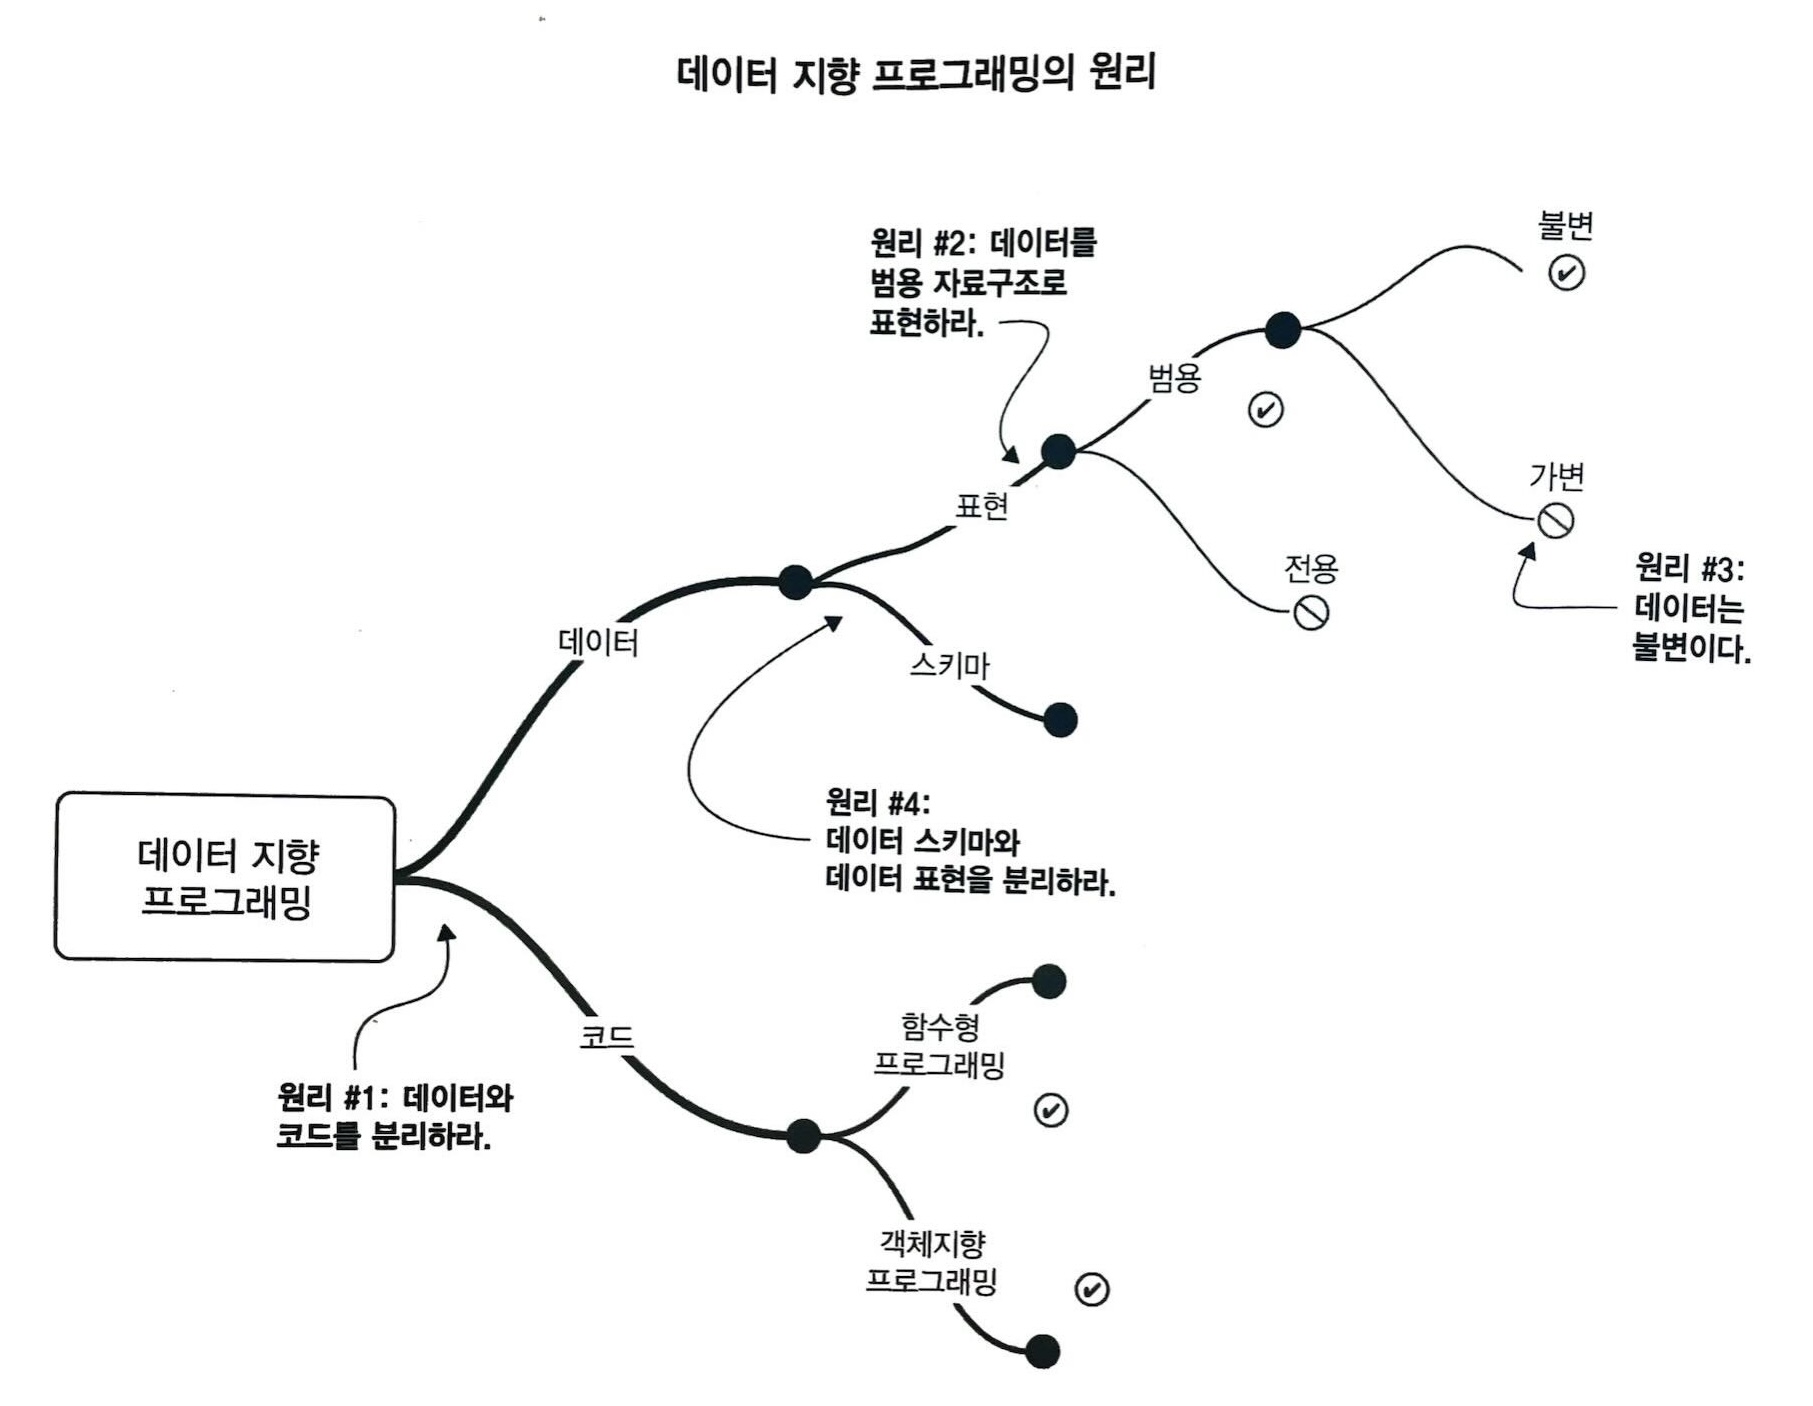 데이터 지향 프로그래밍의 원리
불변
원리 #2: 데이터를
범용 자료구조로
표현하라.
범용
가변
표현
전용
원리 #3:
데이터는
불변이다.
데이터
스키마
원리 #4:
데이터 스키마와
데이터 표현을 분리하라.
데이터 지향
프로그래밍
코드
함수형
프로그래밍
원리 #1: 데이터와
코드를 분리하라.
객체지향
프로그래밍